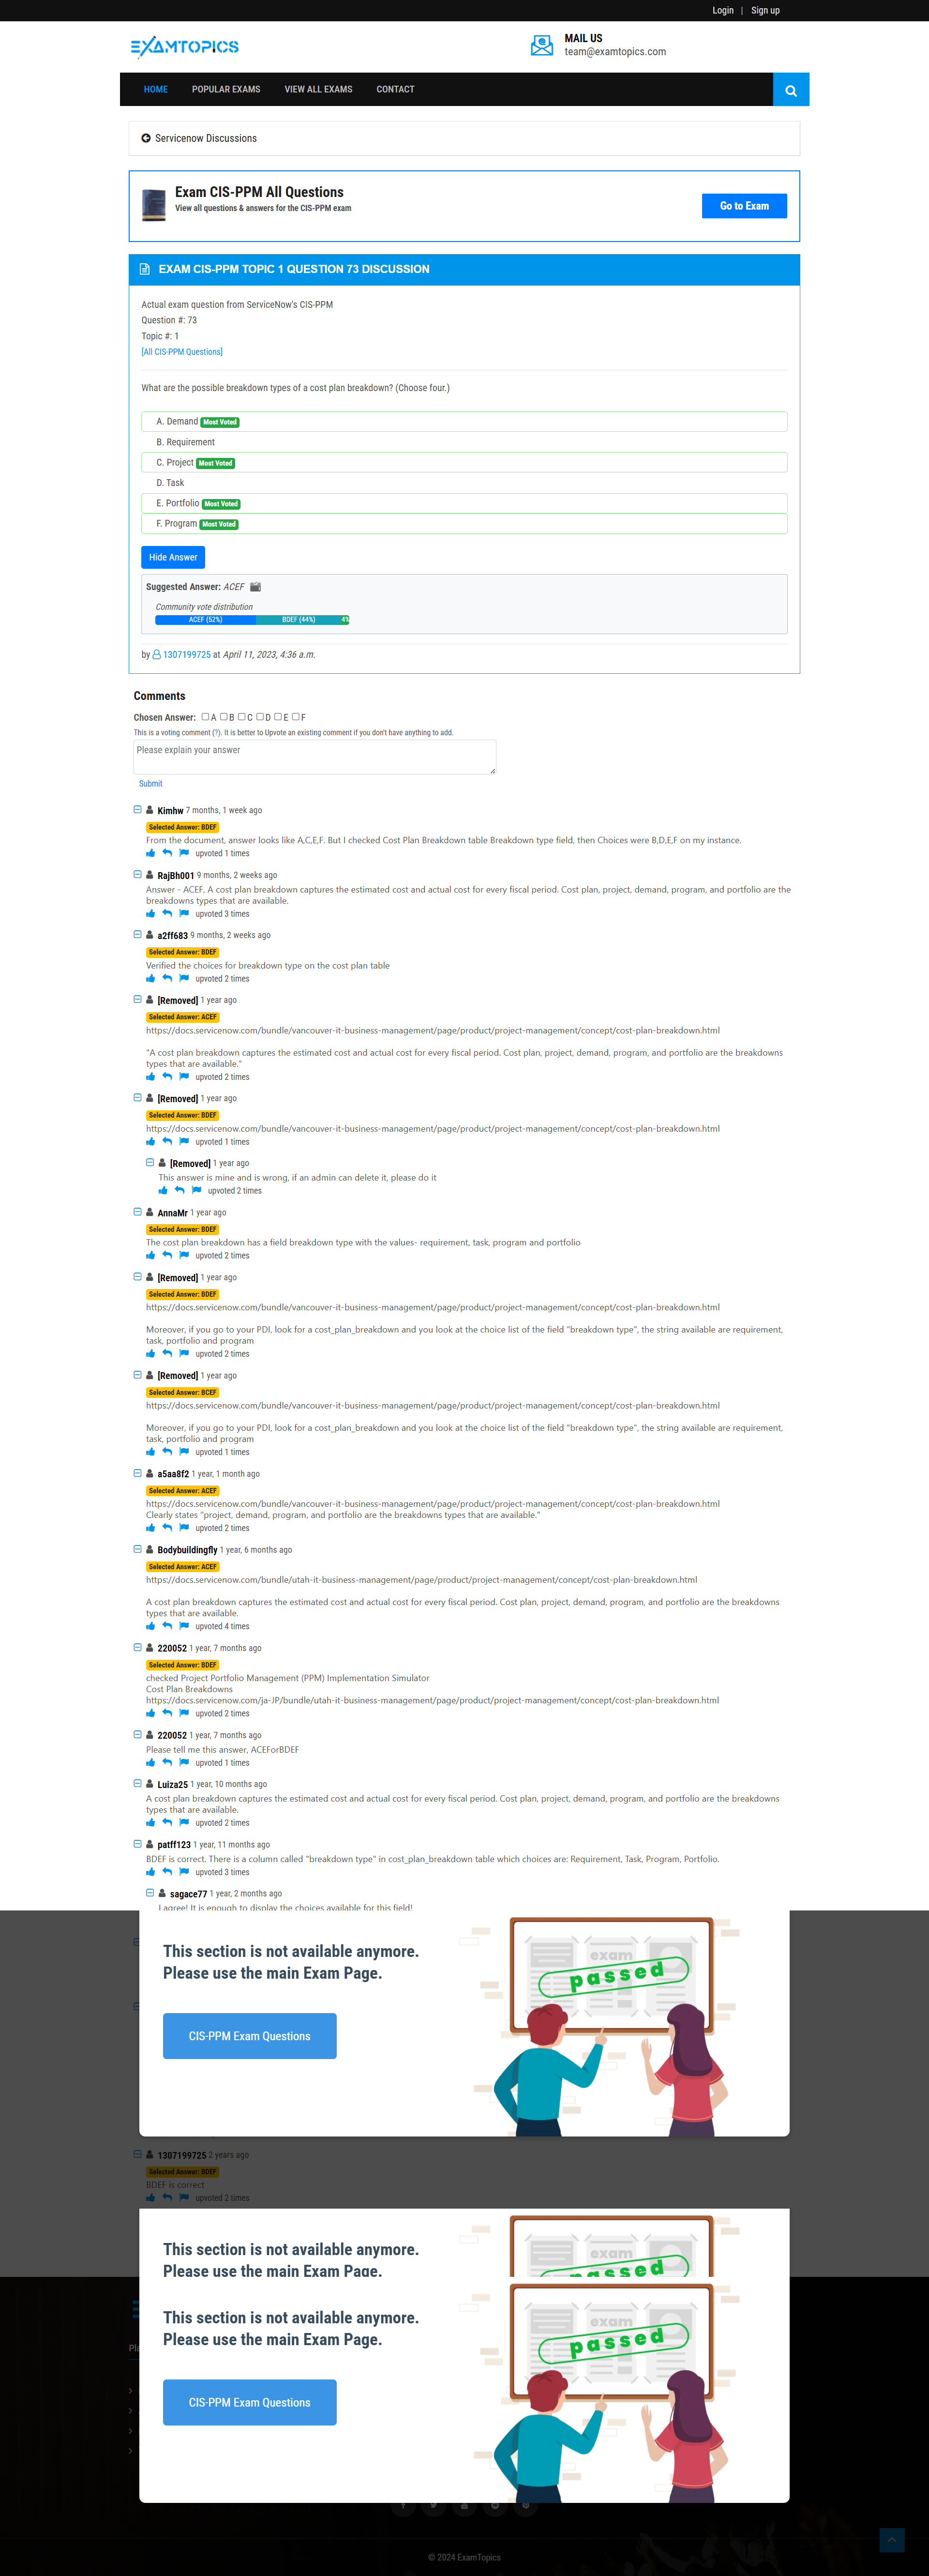 Login | Sign up
EXAMTOPICS
MAIL US
team@examtopics.com
HOME POPULAR EXAMS VIEW ALL EXAMS CONTACT
Servicenow Discussions
Exam CIS-PPM All Questions
View all questions & answers for the CIS-PPM exam
Go to Exam
EXAM CIS-PPM TOPIC 1 QUESTION 73 DISCUSSION
Actual exam question from ServiceNow's CIS-PPM
Question #: 73
Topic #: 1
[All CIS-PPM Questions]
What are the possible breakdown types of a cost plan breakdown? (Choose four.)
A. Demand Most Voted
B. Requirement
C. Project Most Voted
D. Task
E. Portfolio Most Voted
F. Program Most Voted
Hide Answer
Suggested Answer: ACEF
Community vote distribution
ACEF (52%) BDEF (44%) 4%
by 1307199725 at April 11, 2023, 4:36 a.m.
Comments
Chosen Answer: A B C D E F
This is a voting comment (?). It is better to Upvote an existing comment if you don't have anything to add.
Please explain your answer
Submit
Kimhw 7 months, 1 week ago
Selected Answer: BDEF
From the document, answer looks like A,C,E,F. But I checked Cost Plan Breakdown table Breakdown type field, then Choices were B,D,E,F on my instance.
upvoted 1 times
RajBh001 9 months, 2 weeks ago
Answer - ACEF, A cost plan breakdown captures the estimated cost and actual cost for every fiscal period. Cost plan, project, demand, program, and portfolio are the
breakdowns types that are available.
upvoted 3 times
a2ff683 9 months, 2 weeks ago
Selected Answer: BDEF
Verified the choices for breakdown type on the cost plan table
upvoted 2 times
[Removed] 1 year ago
Selected Answer: ACEF
https://docs.servicenow.com/bundle/vancouver-it-business-management/page/product/project-management/concept/cost-plan-breakdown.html
"A cost plan breakdown captures the estimated cost and actual cost for every fiscal period. Cost plan, project, demand, program, and portfolio are the breakdowns
types that are available."
upvoted 2 times
[Removed] 1 year ago
Selected Answer: BDEF
https://docs.servicenow.com/bundle/vancouver-it-business-management/page/product/project-management/concept/cost-plan-breakdown.html
upvoted 1 times
[Removed] 1 year ago
This answer is mine and is wrong, if an admin can delete it, please do it
upvoted 2 times
AnnaMr 1 year ago
Selected Answer: BDEF
The cost plan breakdown has a field breakdown type with the values- requirement, task, program and portfolio
upvoted 2 times
[Removed] 1 year ago
Selected Answer: BDEF
https://docs.servicenow.com/bundle/vancouver-it-business-management/page/product/project-management/concept/cost-plan-breakdown.html
Moreover, if you go to your PDI, look for a cost_plan_breakdown and you look at the choice list of the field "breakdown type", the string available are requirement,
task, portfolio and program
upvoted 2 times
[Removed] 1 year ago
Selected Answer: BCEF
https://docs.servicenow.com/bundle/vancouver-it-business-management/page/product/project-management/concept/cost-plan-breakdown.html
Moreover, if you go to your PDI, look for a cost_plan_breakdown and you look at the choice list of the field "breakdown type", the string available are requirement,
task, portfolio and program
upvoted 1 times
a5aa8f2 1 year, 1 month ago
Selected Answer: ACEF
https://docs.servicenow.com/bundle/vancouver-it-business-management/page/product/project-management/concept/cost-plan-breakdown.html
Clearly states "project, demand, program, and portfolio are the breakdowns types that are available."
upvoted 2 times
Bodybuildingfly 1 year, 6 months ago
Selected Answer: ACEF
https://docs.servicenow.com/bundle/utah-it-business-management/page/product/project-management/concept/cost-plan-breakdown.html
A cost plan breakdown captures the estimated cost and actual cost for every fiscal period. Cost plan, project, demand, program, and portfolio are the breakdowns
types that are available.
upvoted 4 times
220052 1 year, 7 months ago
Selected Answer: BDEF
checked Project Portfolio Management (PPM) Implementation Simulator
Cost Plan Breakdowns
https://docs.servicenow.com/ja-JP/bundle/utah-it-business-management/page/product/project-management/concept/cost-plan-breakdown.html
upvoted 2 times
220052 1 year, 7 months ago
Please tell me this answer, ACEForBDEF
upvoted 1 times
Luiza25 1 year, 10 months ago
A cost plan breakdown captures the estimated cost and actual cost for every fiscal period. Cost plan, project, demand, program, and portfolio are the breakdowns
types that are available.
upvoted 2 times
patff123 1 year, 11 months ago
BDEF is correct. There is a column called "breakdown type" in cost_plan_breakdown table which choices are: Requirement, Task, Program, Portfolio.
upvoted 3 times
sagace77 1 year, 2 months ago
I agree! It is enough to display the choices available for this field!
This section is not available anymore.
Please use the main Exam Page.
CIS-PPM Exam Questions
exam
passed
1307199725 2 years ago
Selected Answer: BDEF
BDEF is correct
upvoted 2 times
This section is not available anymore.
Please use the main Exam Page.
exam
passed
This section is not available anymore.
Please use the main Exam Page.
CIS-PPM Exam Questions
exam
passed
© 2024 ExamTopics